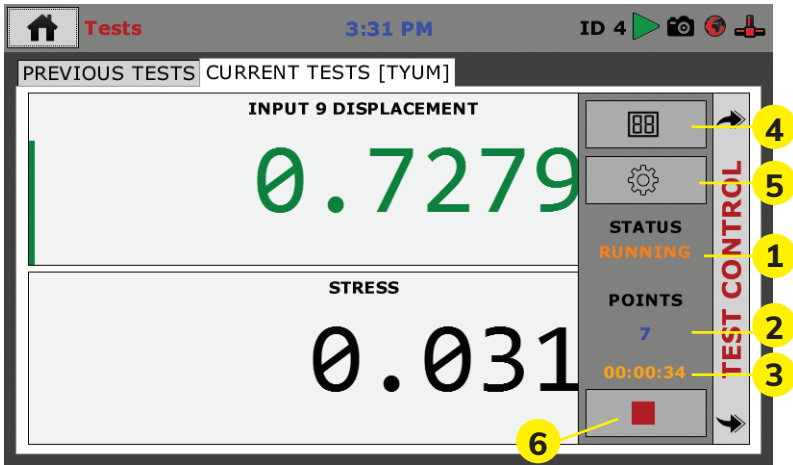 Tests
3:31 PM
ID 4
PREVIOUS TESTS
CURRENT TESTS [TYUM]
INPUT 9 DISPLACEMENT
0.7279
STRESS
0.031
88
4
5
STATUS
RUNNING
1
POINTS
7
2
00:00:34
3
6
TEST CONTROL